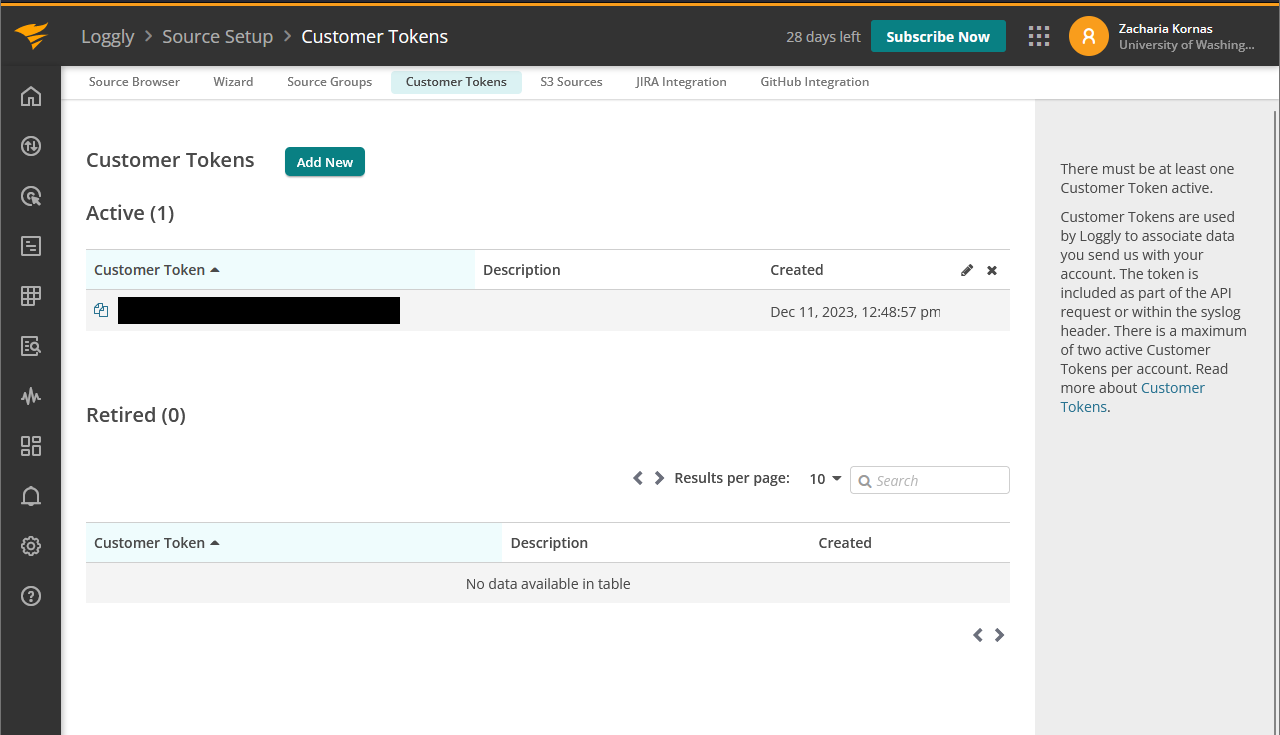 Loggly > Source Setup > Customer Tokens
28 days left
Subscribe Now
Zacharia Kornas
University of Washing...
Source Browser
Wizard
Source Groups
Customer Tokens
S3 Sources
JIRA Integration
GitHub Integration
Customer Tokens
Add New
Active (1)
Customer Token Description Created
Dec 11, 2023, 12:48:57 pm
Retired (0)
Results per page: 10
Search
Customer Token Description Created
No data available in table
There must be at least one
Customer Token active.
Customer Tokens are used
by Loggly to associate data
you send us with your
account. The token is
included as part of the API
request or within the syslog
header. There is a maximum
of two active Customer
Tokens per account. Read
more about Customer
Tokens.